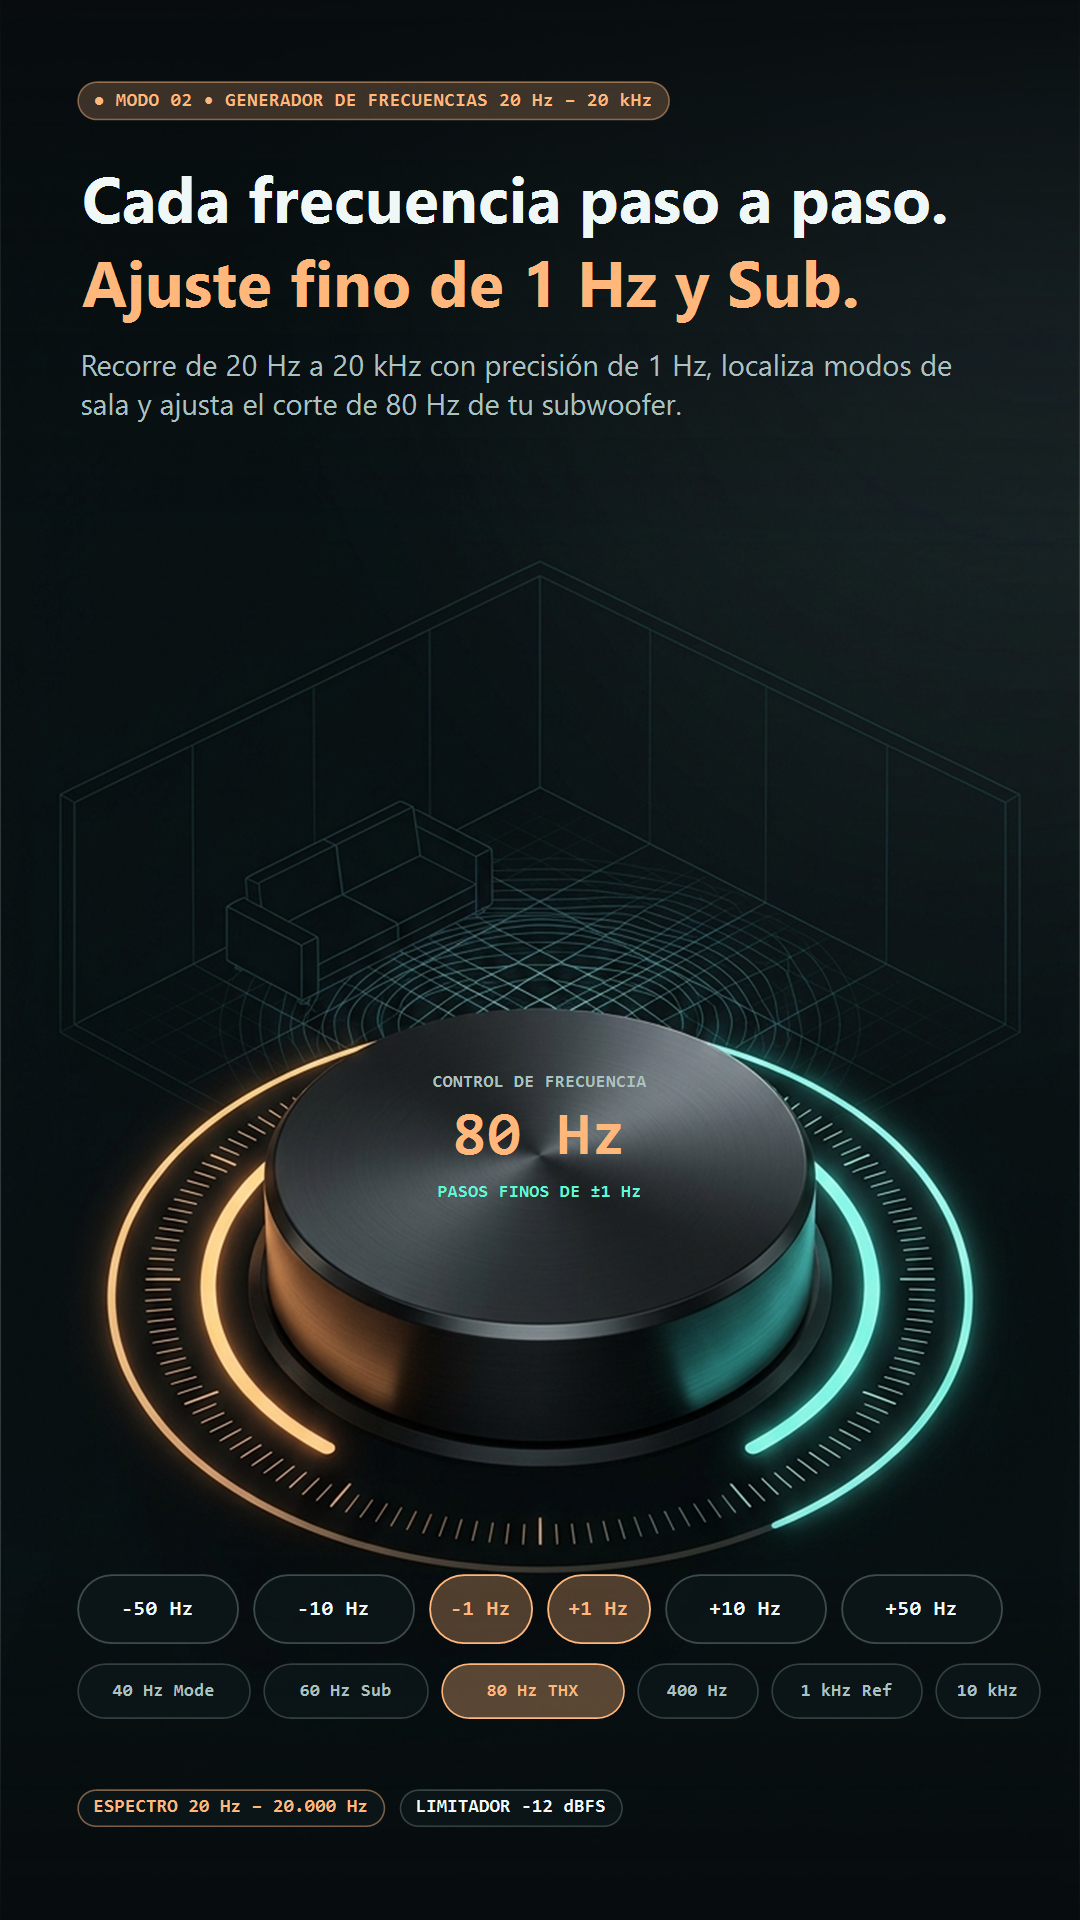 • MODO 02 • GENERADOR DE FRECUENCIAS 20 Hz – 20 kHz
Cada frecuencia paso a paso.
Ajuste fino de 1 Hz y Sub.
Recorre de 20 Hz a 20 kHz con precisión de 1 Hz, localiza modos de
sala y ajusta el corte de 80 Hz de tu subwoofer.
CONTROL DE FRECUENCIA
80 Hz
PASOS FINOS DE ±1 Hz
-50 Hz -10 Hz -1 Hz +1 Hz +10 Hz +50 Hz
40 Hz Mode 60 Hz Sub 80 Hz THX 400 Hz 1 kHz Ref 10 kHz
ESPECTRO 20 Hz – 20.000 Hz LIMITADOR -12 dBFS